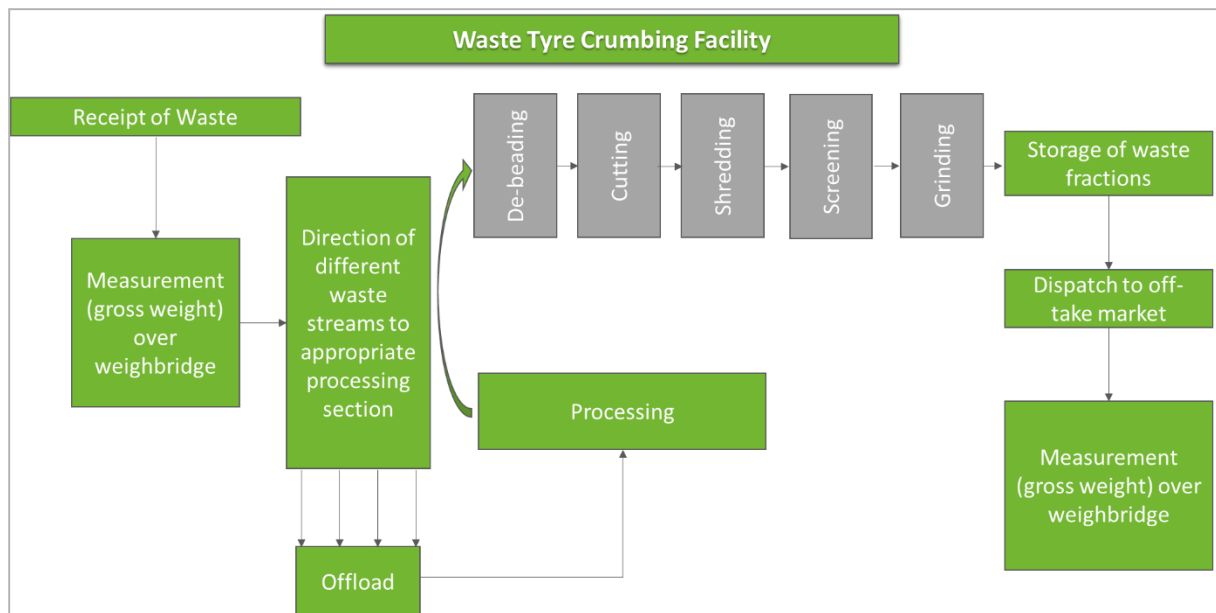 Waste Tyre Crumbing Facility
Receipt of Waste
Measurement
(gross weight)
over
weighbridge
Direction of
different
waste
streams to
appropriate
processing
section
Offload
Processing
De-beading
Cutting
Shredding
Screening
Grinding
Storage of waste
fractions
Dispatch to off-
take market
Measurement
(gross weight) over
weighbridge